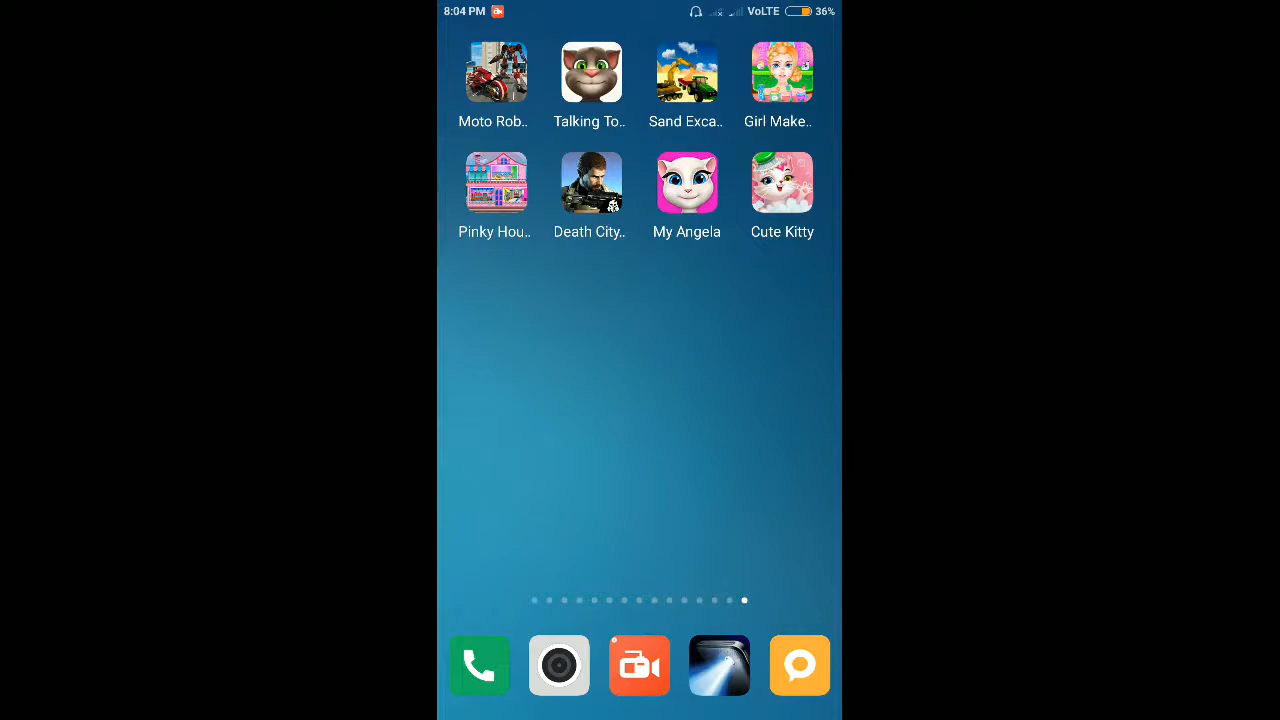 8:04 PM VoLTE 36%
Moto Rob.. Talking To.. Sand Exca.. Girl Make..
Pinky Hou.. Death City.. My Angela Cute Kitty